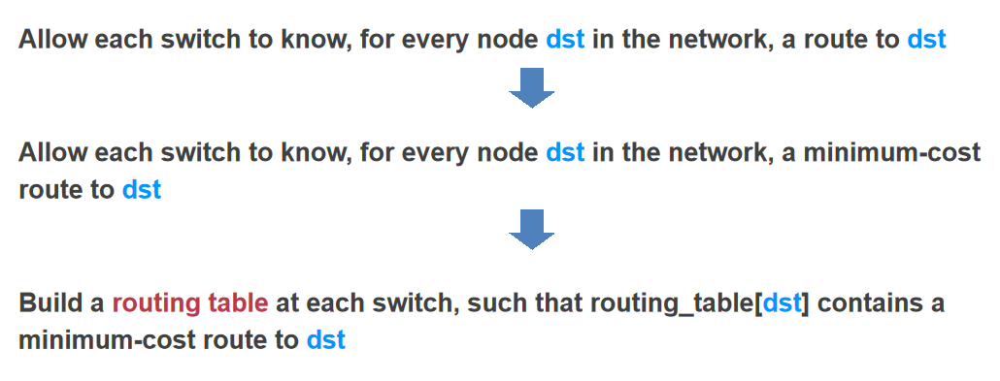 Allow each switch to know, for every node dst in the network, a route to dst
Allow each switch to know, for every node dst in the network, a minimum-cost
route to dst
Build a routing table at each switch, such that routing_table[dst] contains a
minimum-cost route to dst